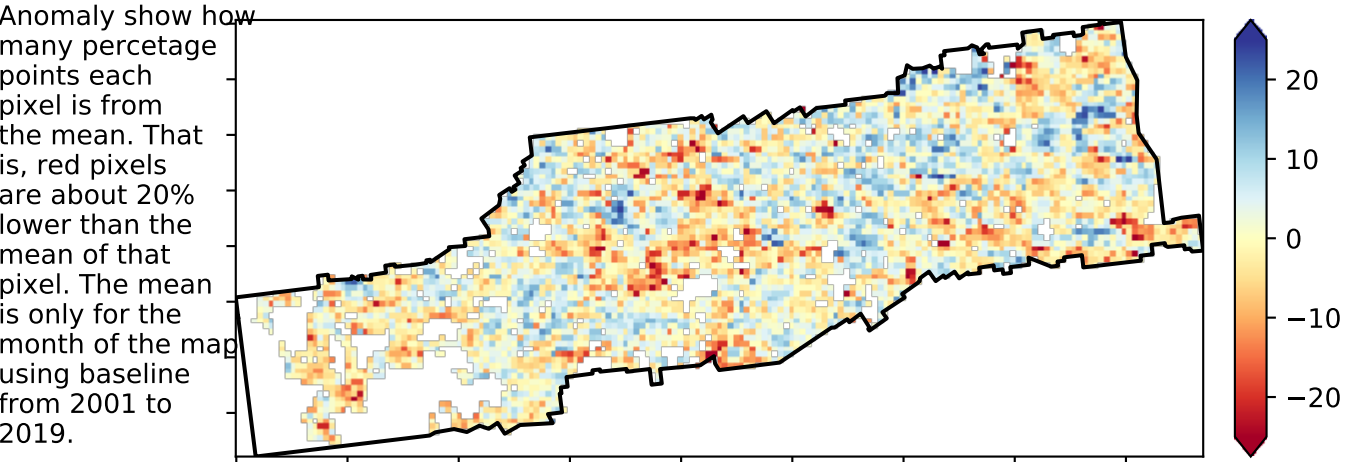 Anomaly show how
many percetage
points each
pixel is from
the mean. That
is, red pixels
are about 20%
lower than the
mean of that
pixel. The mean
is only for the
month of the map
using baseline
from 2001 to
2019.
20
10
0
−10
−20